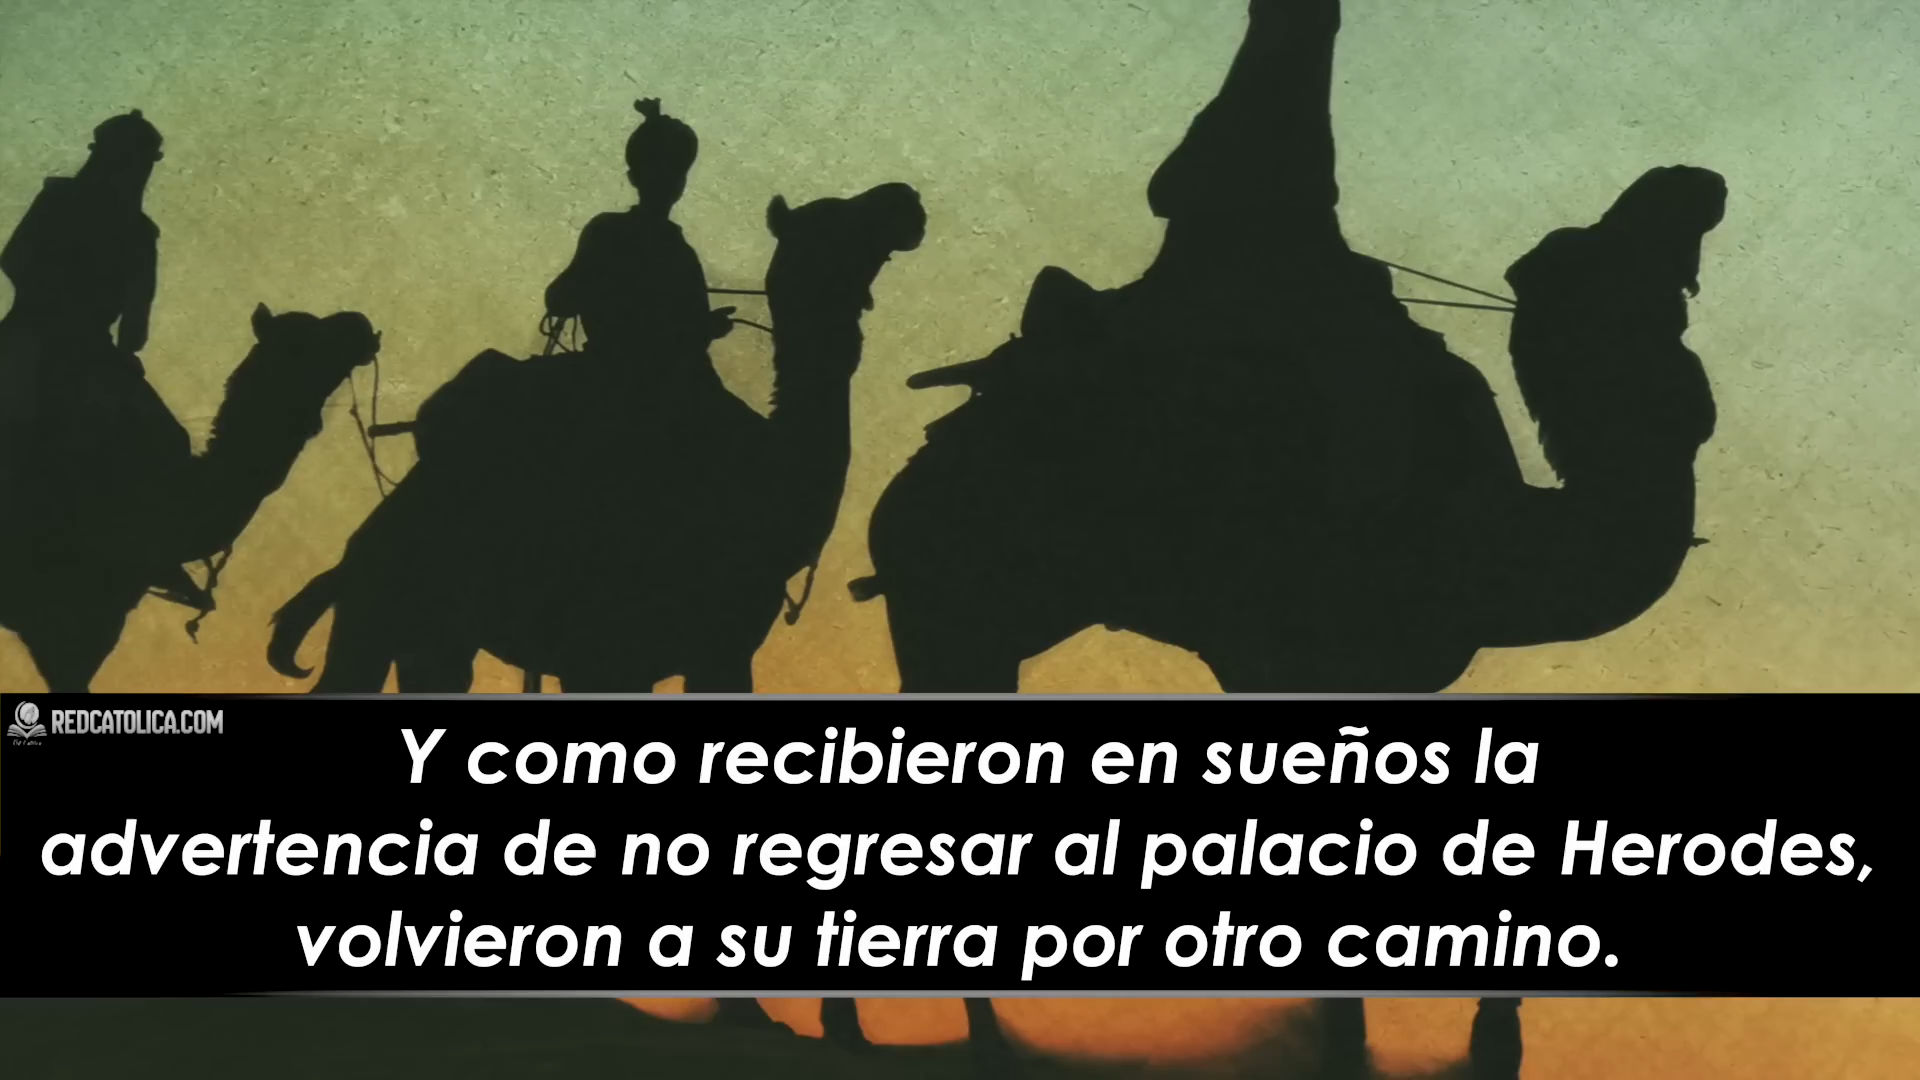 REDCATOLICA.COM
Y como recibieron en sueños la
advertencia de no regresar al palacio de Herodes,
volvieron a su tierra por otro camino.